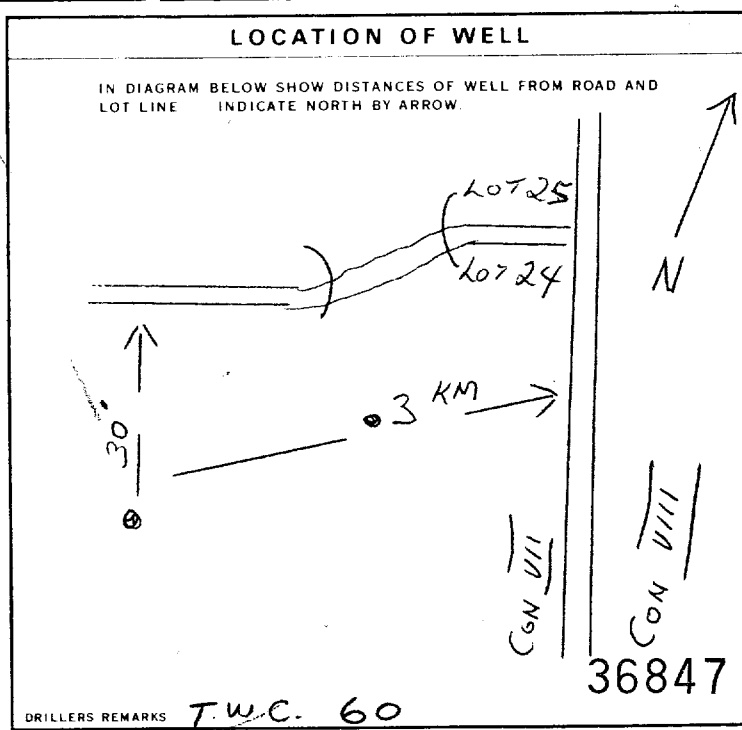 LOCATION OF WELL
IN DIAGRAM BELOW SHOW DISTANCES OF WELL FROM ROAD AND
LOT LINE INDICATE NORTH BY ARROW.
LOT 25
LOT 24
N
.3 KM
30'
CON VII
CON VIII
36847
DRILLERS REMARKS T.W.C. 60